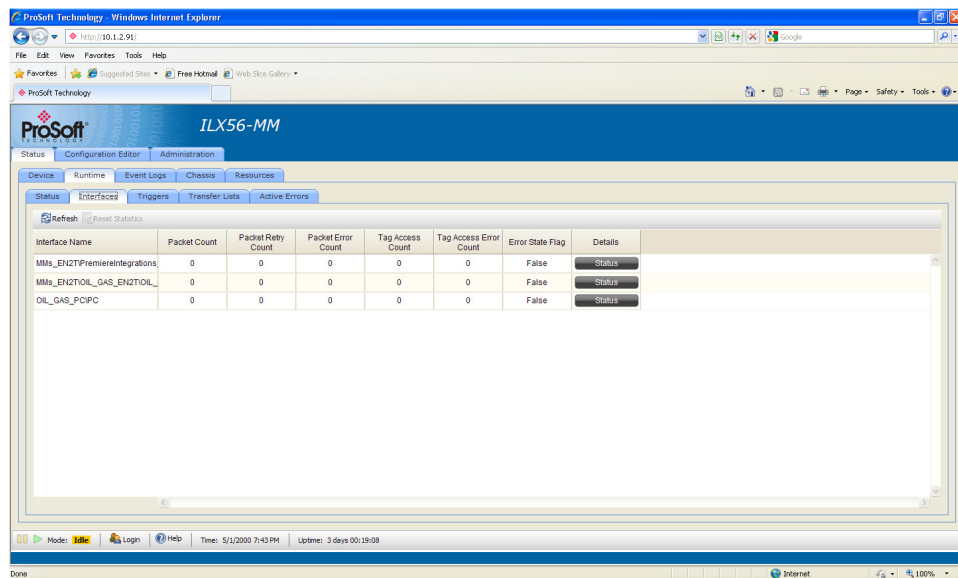 ProSoft Technology - Windows Internet Explorer
http://10.1.2.91/
Google
File Edit View Favorites Tools Help
Favorites Suggested Sites Free Hotmail Web Slice Gallery
ProSoft Technology
Page Safety Tools
ProSoft®
TECHNOLOGY
ILX56-MM
Status Configuration Editor Administration
Device Runtime Event Logs Chassis Resources
Status Interfaces Triggers Transfer Lists Active Errors
Refresh Reset Statistics
Interface Name Packet Count Packet Retry Count Packet Error Count Tag Access Count Tag Access Error Count Error State Flag Details
MMs_EN2T\PremiereIntegrations 0 0 0 0 0 False Status
MMs_EN2T\OIL_GAS_EN2T\OIL_ 0 0 0 0 0 False Status
OIL_GAS_PC\PC 0 0 0 0 0 False Status
Mode: Idle Login Help Time: 5/1/2000 7:43 PM Uptime: 3 days 00:19:08
Done Internet 100%